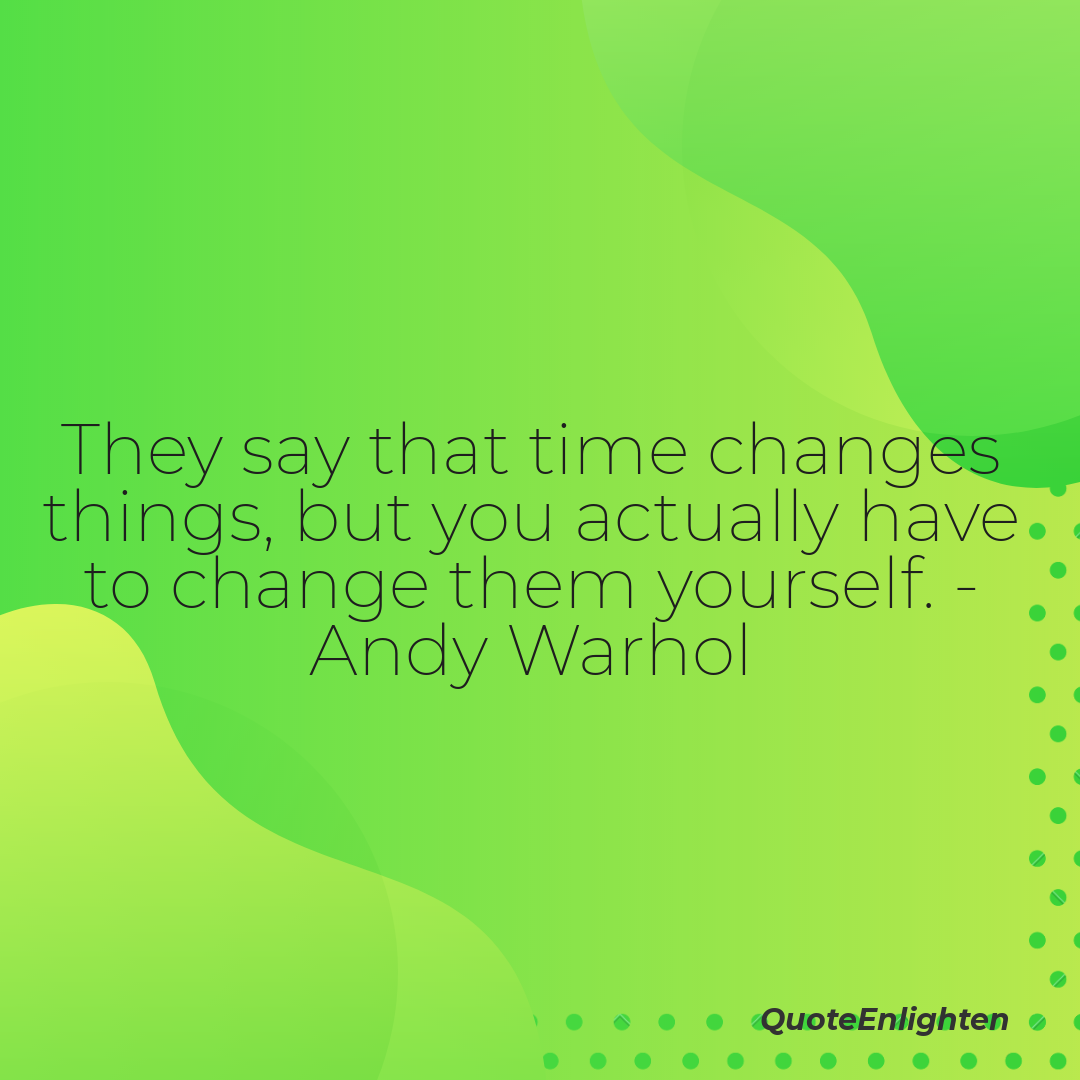 They say that time changes
things, but you actually have
to change them yourself. -
Andy Warhol
QuoteEnlighten